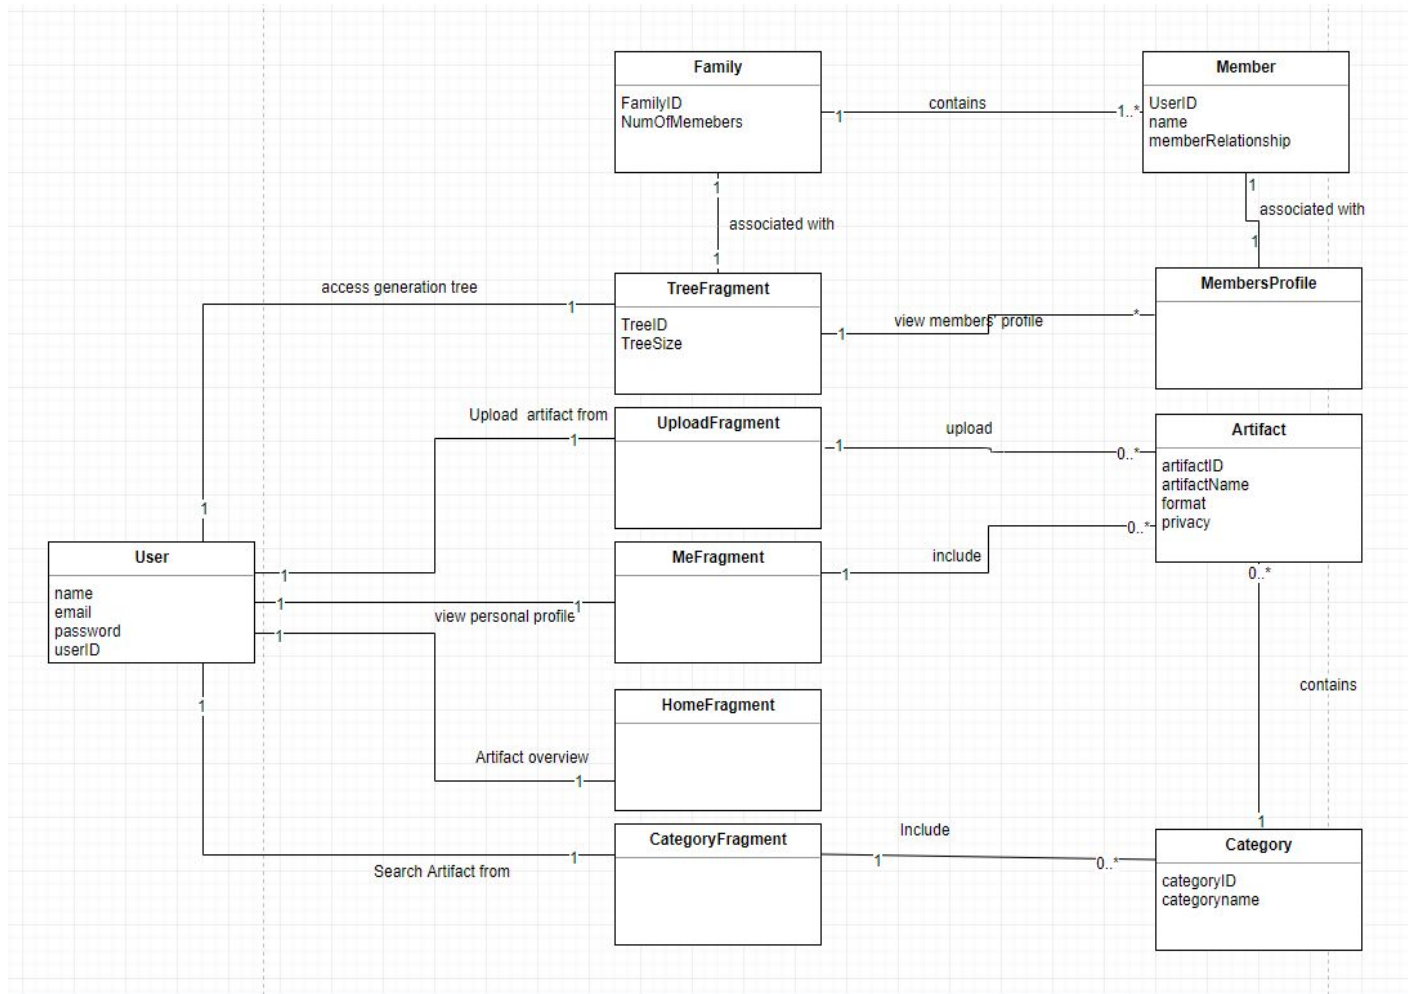 Family
FamilyID
NumOfMemebers
1
contains
1..*
Member
UserID
name
memberRelationship
1
associated with
1
1
associated with
1
MembersProfile
access generation tree
1
1
TreeFragment
TreeID
TreeSize
1
view members' profile
*
Upload  artifact from
1
UploadFragment
1
upload
0..*
Artifact
artifactID
artifactName
format
privacy
User
name
email
password
userID
1
1
1
view personal profile
1
MeFragment
1
include
0..*
0..*
contains
1
HomeFragment
Artifact overview
1
1
Search Artifact from
1
CategoryFragment
1
Include
0..*
Category
categoryID
categoryname